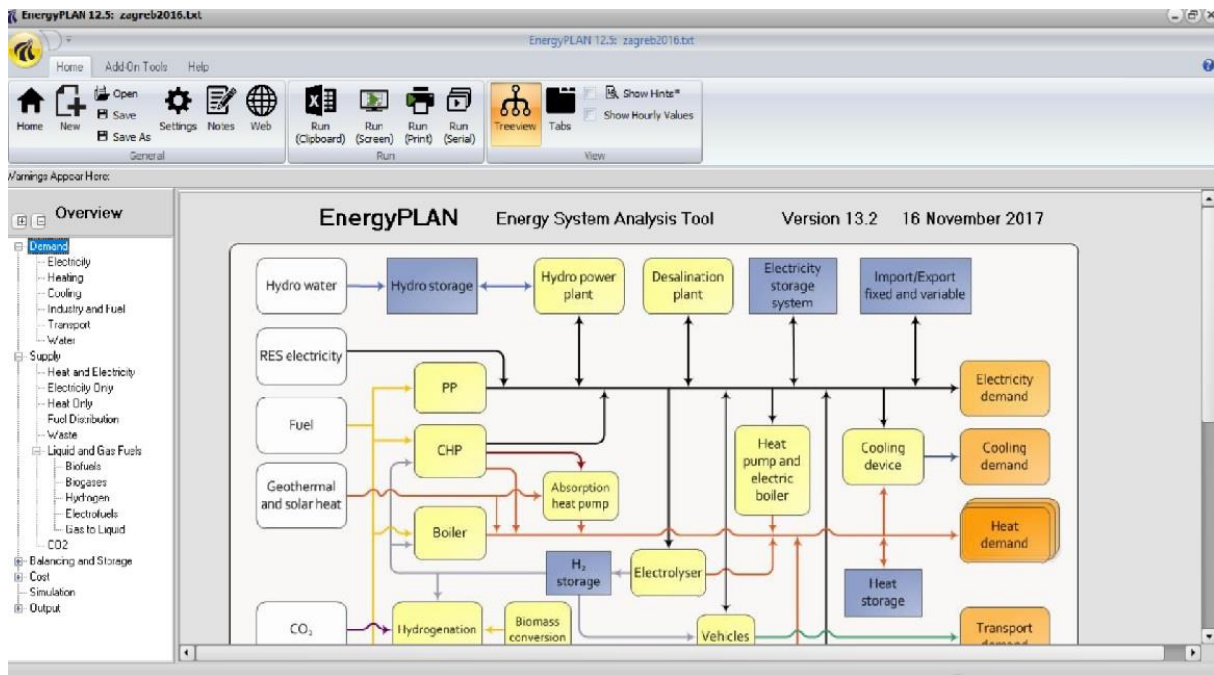 EnergyPLAN 12.5: zagreb2016.txt
EnergyPLAN 12.5: zagreb2016.txt
Home Add-On Tools Help
Home
New
Open
Save
Save As
Settings
Notes
Web
General
Run
(Clipboard)
Run
(Screen)
Run
(Print)
Run
(Serial)
Run
Treeview
Tabs
Show Hints*
Show Hourly Values
View
Warnings Appear Here:
Overview
Demand
Electricity
Heating
Cooling
Industry and Fuel
Transport
Water
Supply
Heat and Electricity
Electricity Only
Heat Only
Fuel Distribution
Waste
Liquid and Gas Fuels
Biofuels
Biogases
Hydrogen
Electrofuels
Gas to Liquid
CO2
Balancing and Storage
Cost
Simulation
Output
EnergyPLAN Energy System Analysis Tool Version 13.2 16 November 2017
Hydro water
Hydro storage
Hydro power
plant
Desalination
plant
Electricity
storage
system
Import/Export
fixed and variable
RES electricity
PP
Electricity
demand
Fuel
CHP
Heat
pump and
electric
boiler
Cooling
device
Cooling
demand
Geothermal
and solar heat
Absorption
heat pump
Boiler
Heat
demand
H₂
storage
Electrolyser
Heat
storage
CO₂
Hydrogenation
Biomass
conversion
Vehicles
Transport
demand